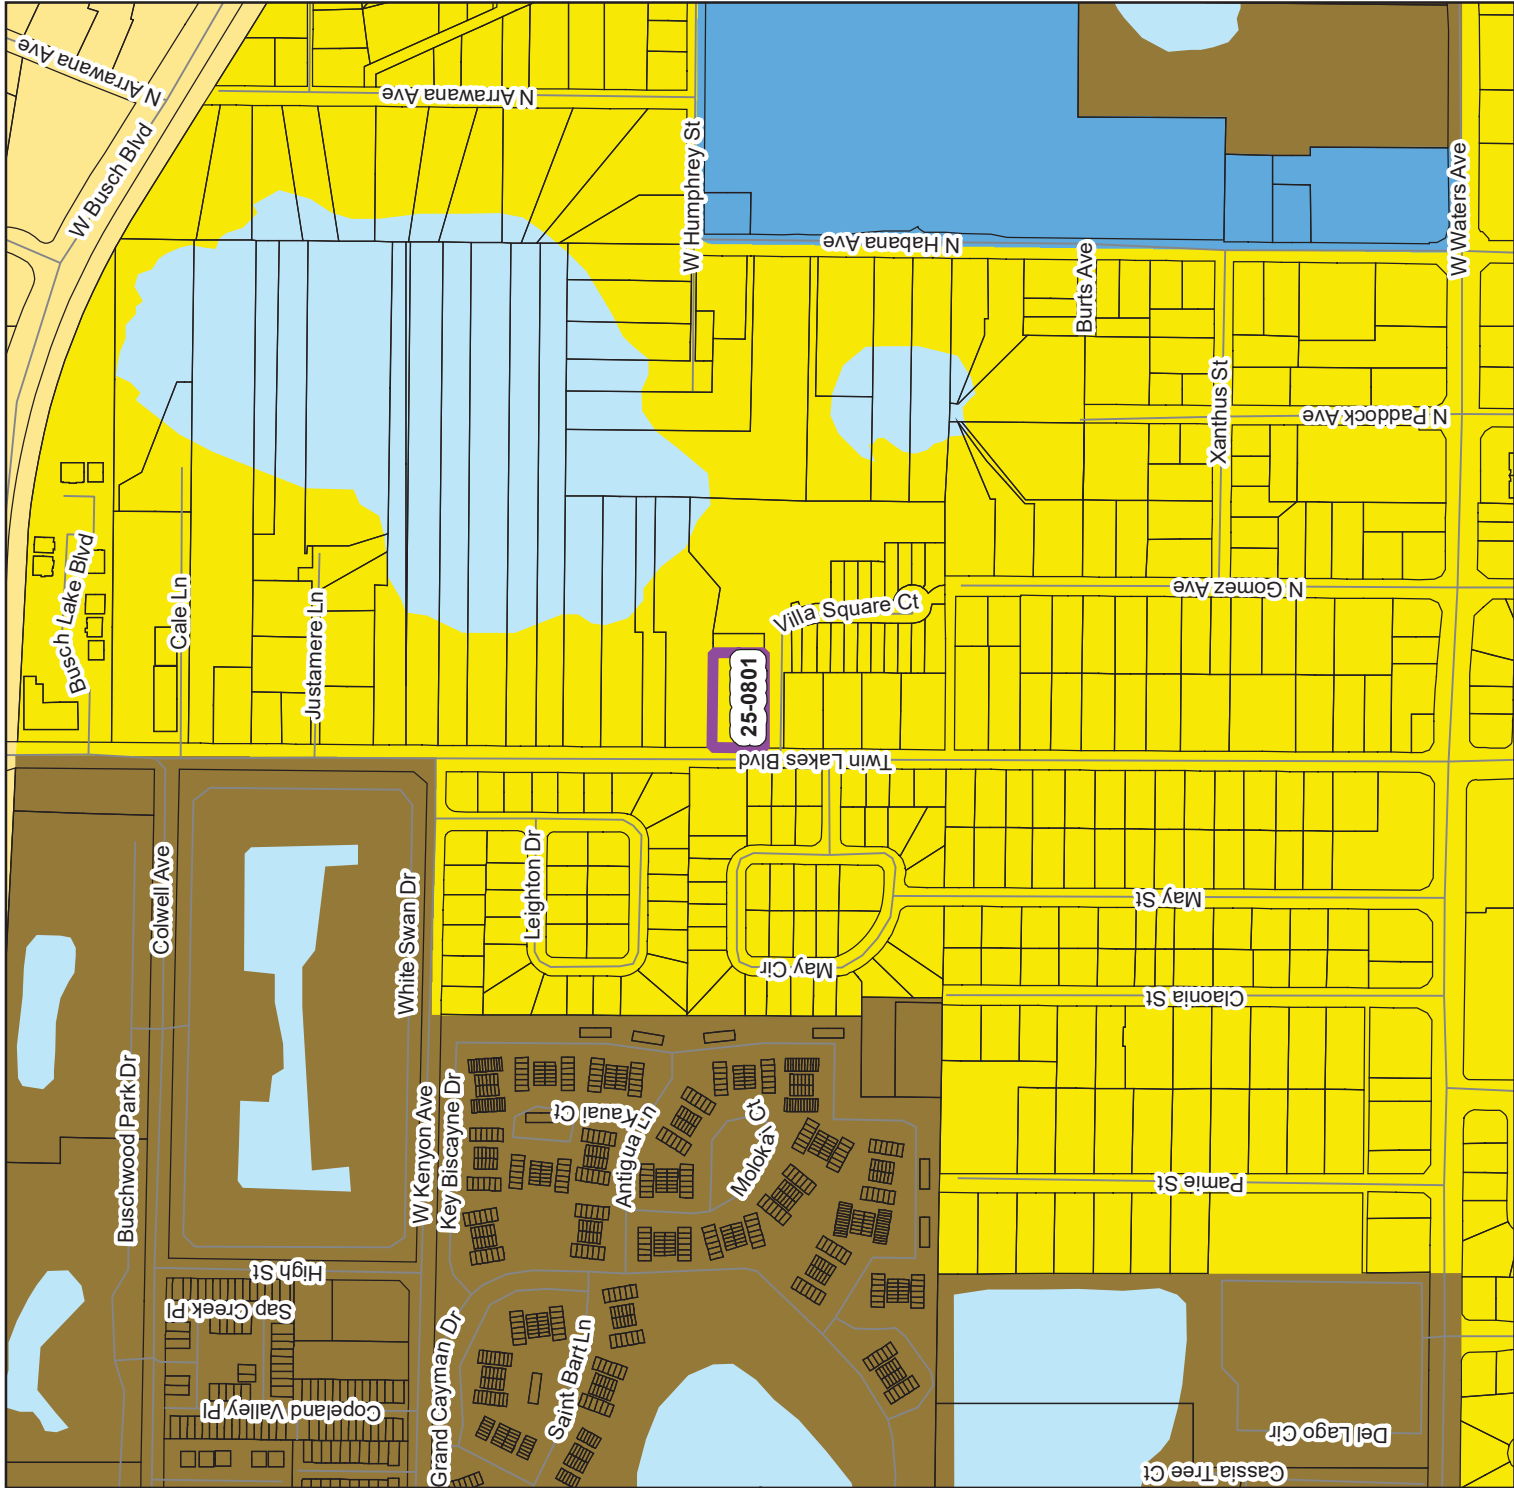 N Arrawana Ave
W Busch Blvd
N Arrawana Ave
W Humphrey St
N Habana Ave
W Waters Ave
Burts Ave
Xanthus St
N Paddock Ave
Busch Lake Blvd
Cale Ln
Justamere Ln
Villa Square Ct
N Gomez Ave
25-0801
Twin Lakes Blvd
Colwell Ave
White Swan Dr
Leighton Dr
May St
May Cir
Claonia St
Buschwood Park Dr
W Kenyon Ave
Key Biscayne Dr
Kauai Ct
Antigua Ln
Molokai Ct
Pamie St
High St
Sap Creek Pl
Copeland Valley Pl
Grand Cayman Dr
Saint Bart Ln
Del Lago Cir
Cassia Tree Ct